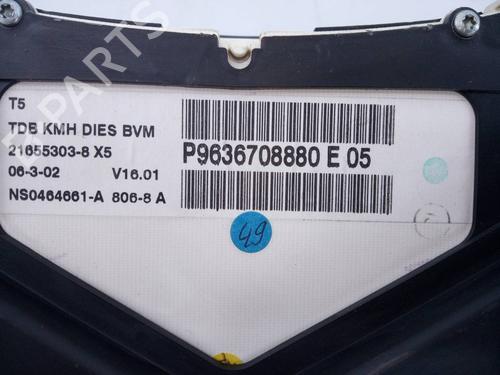 T5
TDB KMH DIES BVM
21655303-8 X5
06-3-02 V16.01
NS0464661-A 806-8 A
P9636708880 E 05
49